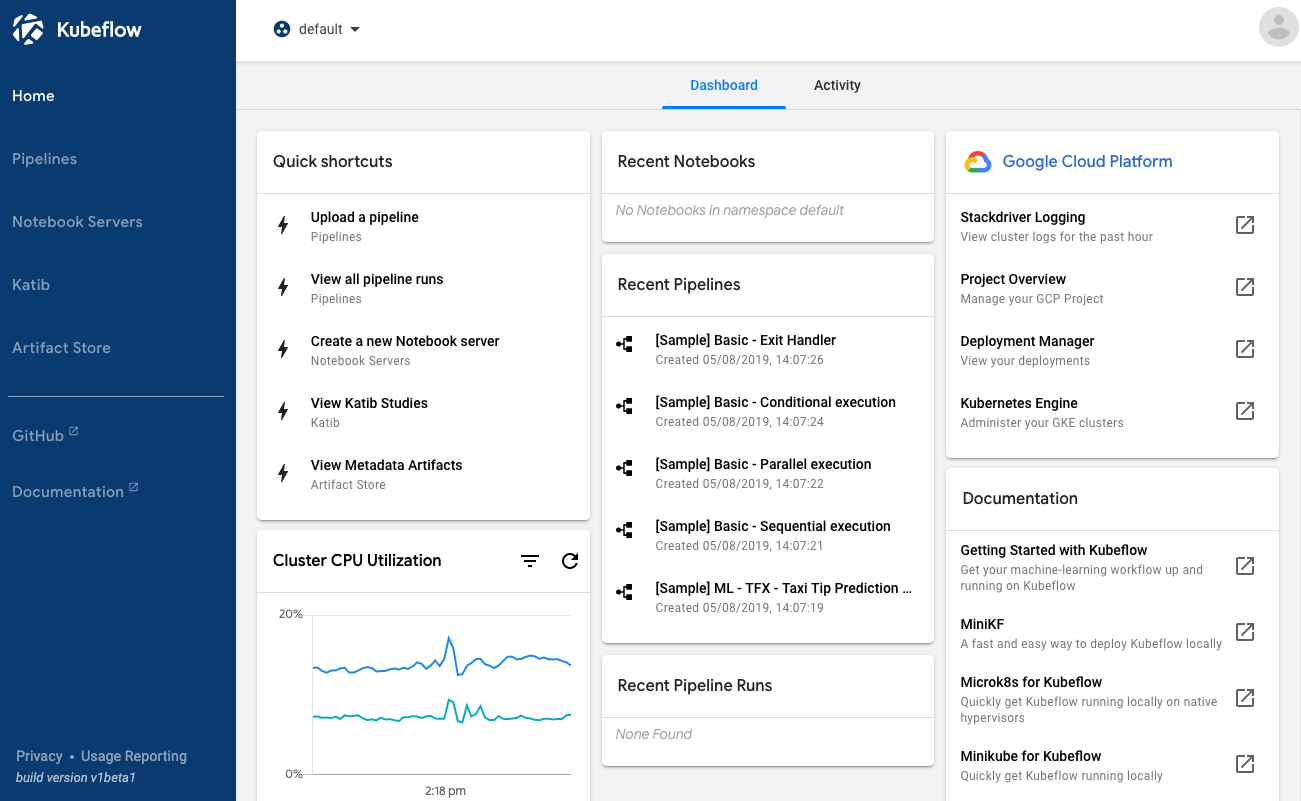 Kubeflow
Home
Pipelines
Notebook Servers
Katib
Artifact Store
GitHub
Documentation
Privacy • Usage Reporting
build version v1beta1
default
Dashboard
Activity
Quick shortcuts
Upload a pipeline
Pipelines
View all pipeline runs
Pipelines
Create a new Notebook server
Notebook Servers
View Katib Studies
Katib
View Metadata Artifacts
Artifact Store
Cluster CPU Utilization
20%
0%
2:18 pm
Recent Notebooks
No Notebooks in namespace default
Recent Pipelines
[Sample] Basic - Exit Handler
Created 05/08/2019, 14:07:26
[Sample] Basic - Conditional execution
Created 05/08/2019, 14:07:24
[Sample] Basic - Parallel execution
Created 05/08/2019, 14:07:22
[Sample] Basic - Sequential execution
Created 05/08/2019, 14:07:21
[Sample] ML - TFX - Taxi Tip Prediction ...
Created 05/08/2019, 14:07:19
Recent Pipeline Runs
None Found
Google Cloud Platform
Stackdriver Logging
View cluster logs for the past hour
Project Overview
Manage your GCP Project
Deployment Manager
View your deployments
Kubernetes Engine
Administer your GKE clusters
Documentation
Getting Started with Kubeflow
Get your machine-learning workflow up and
running on Kubeflow
MiniKF
A fast and easy way to deploy Kubeflow locally
Microk8s for Kubeflow
Quickly get Kubeflow running locally on native
hypervisors
Minikube for Kubeflow
Quickly get Kubeflow running locally